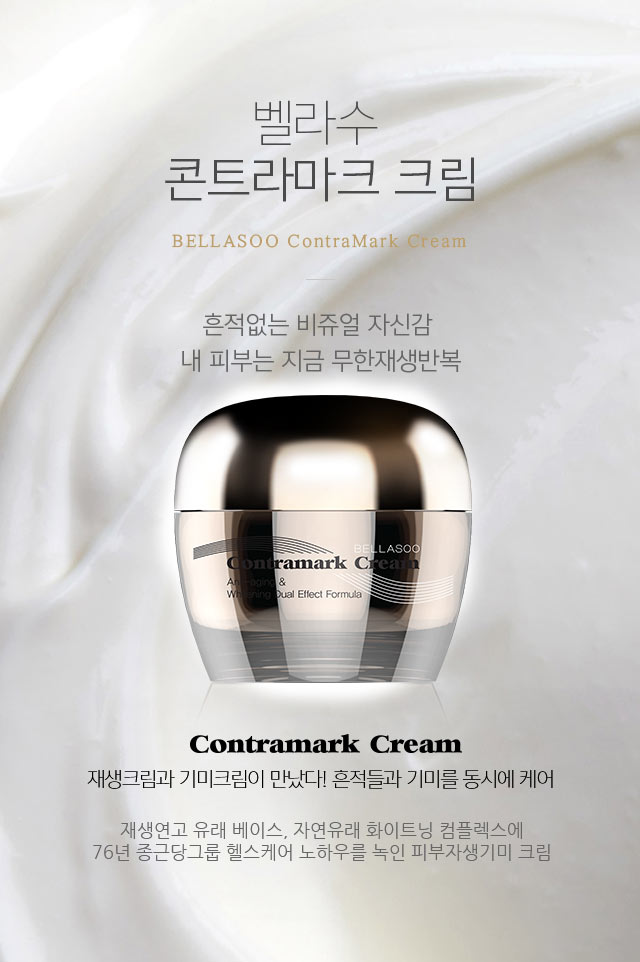 벨라수
콘트라마크 크림
BELLASOO ContraMark Cream
흔적없는 비쥬얼 자신감
내 피부는 지금 무한재생반복
BELLASOO
Contramark Cream
Anti-aging &
Whitening Dual Effect Formula
Contramark Cream
재생크림과 기미크림이 만났다! 흔적들과 기미를 동시에 케어
재생연고 유래 베이스, 자연유래 화이트닝 컴플렉스에
76년 종근당그룹 헬스케어 노하우를 녹인 피부자생기미 크림